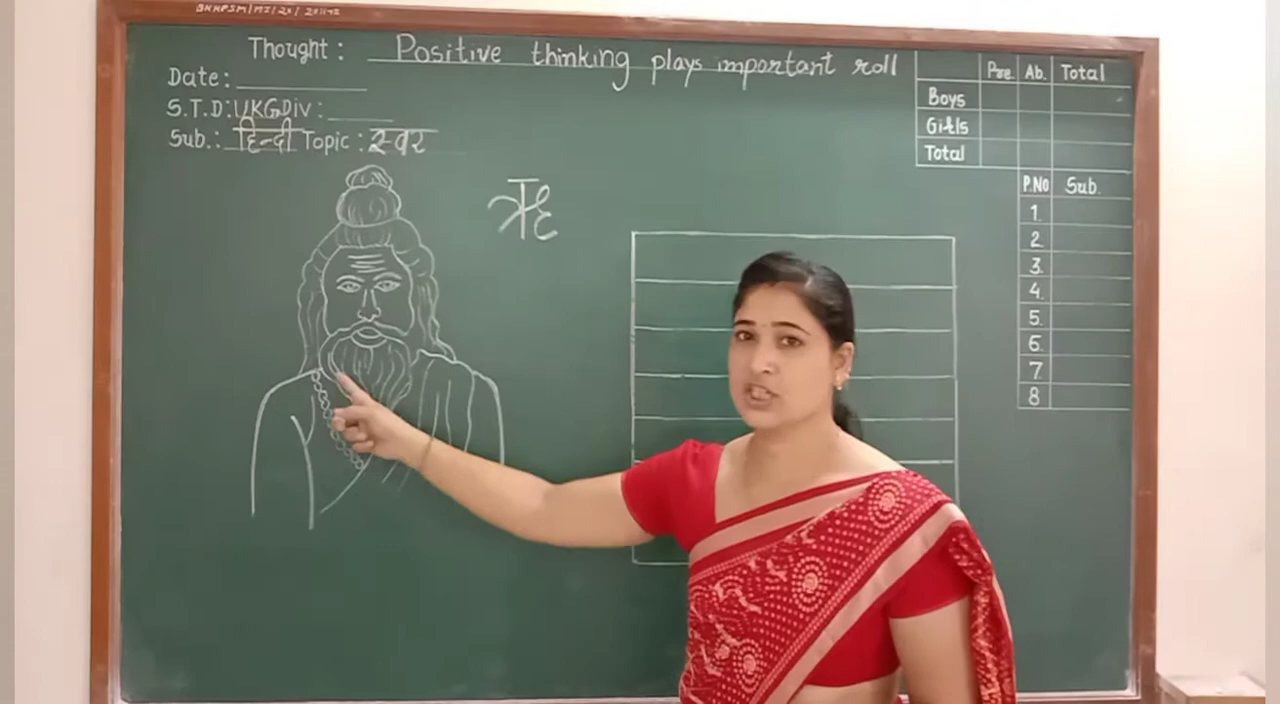 Thought : Positive thinking plays important roll
Date:
S.T.D:UKG Div:
Sub.: हिन्दी Topic : स्वर
ऋ
Pre. Ab. Total
Boys
Girls
Total
P.NO Sub.
1.
2.
3.
4.
5.
6.
7.
8